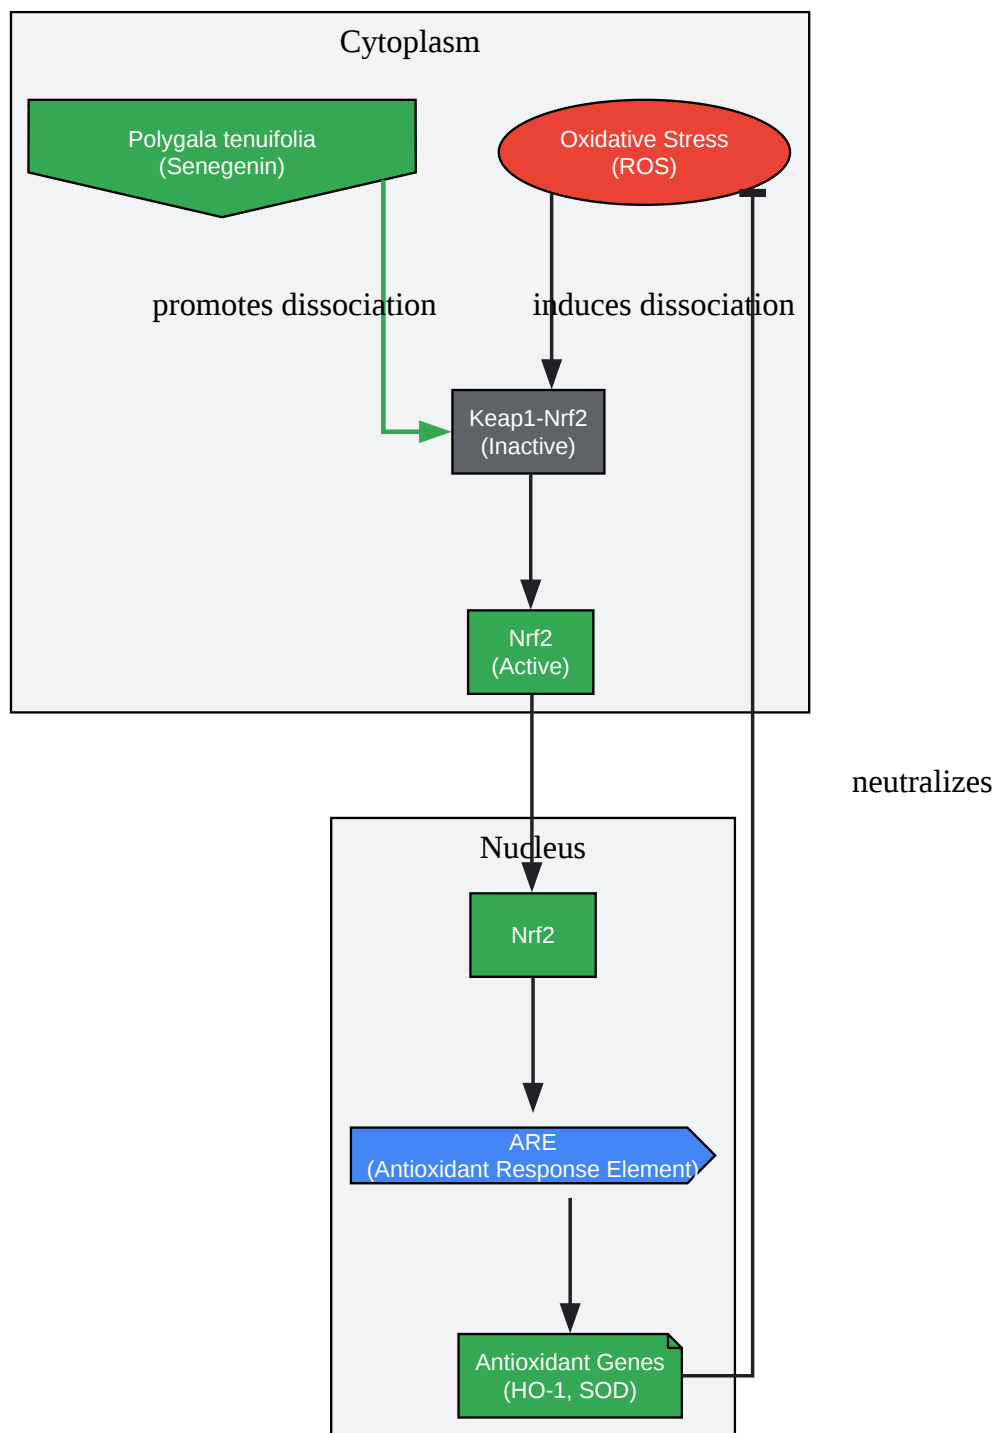 Cytoplasm
Polygala tenuifolia
(Senegenin)
Oxidative Stress
(ROS)
promotes dissociation
induces dissociation
Keap1-Nrf2
(Inactive)
Nrf2
(Active)
neutralizes
Nucleus
Nrf2
ARE
(Antioxidant Response Element)
Antioxidant Genes
(HO-1, SOD)